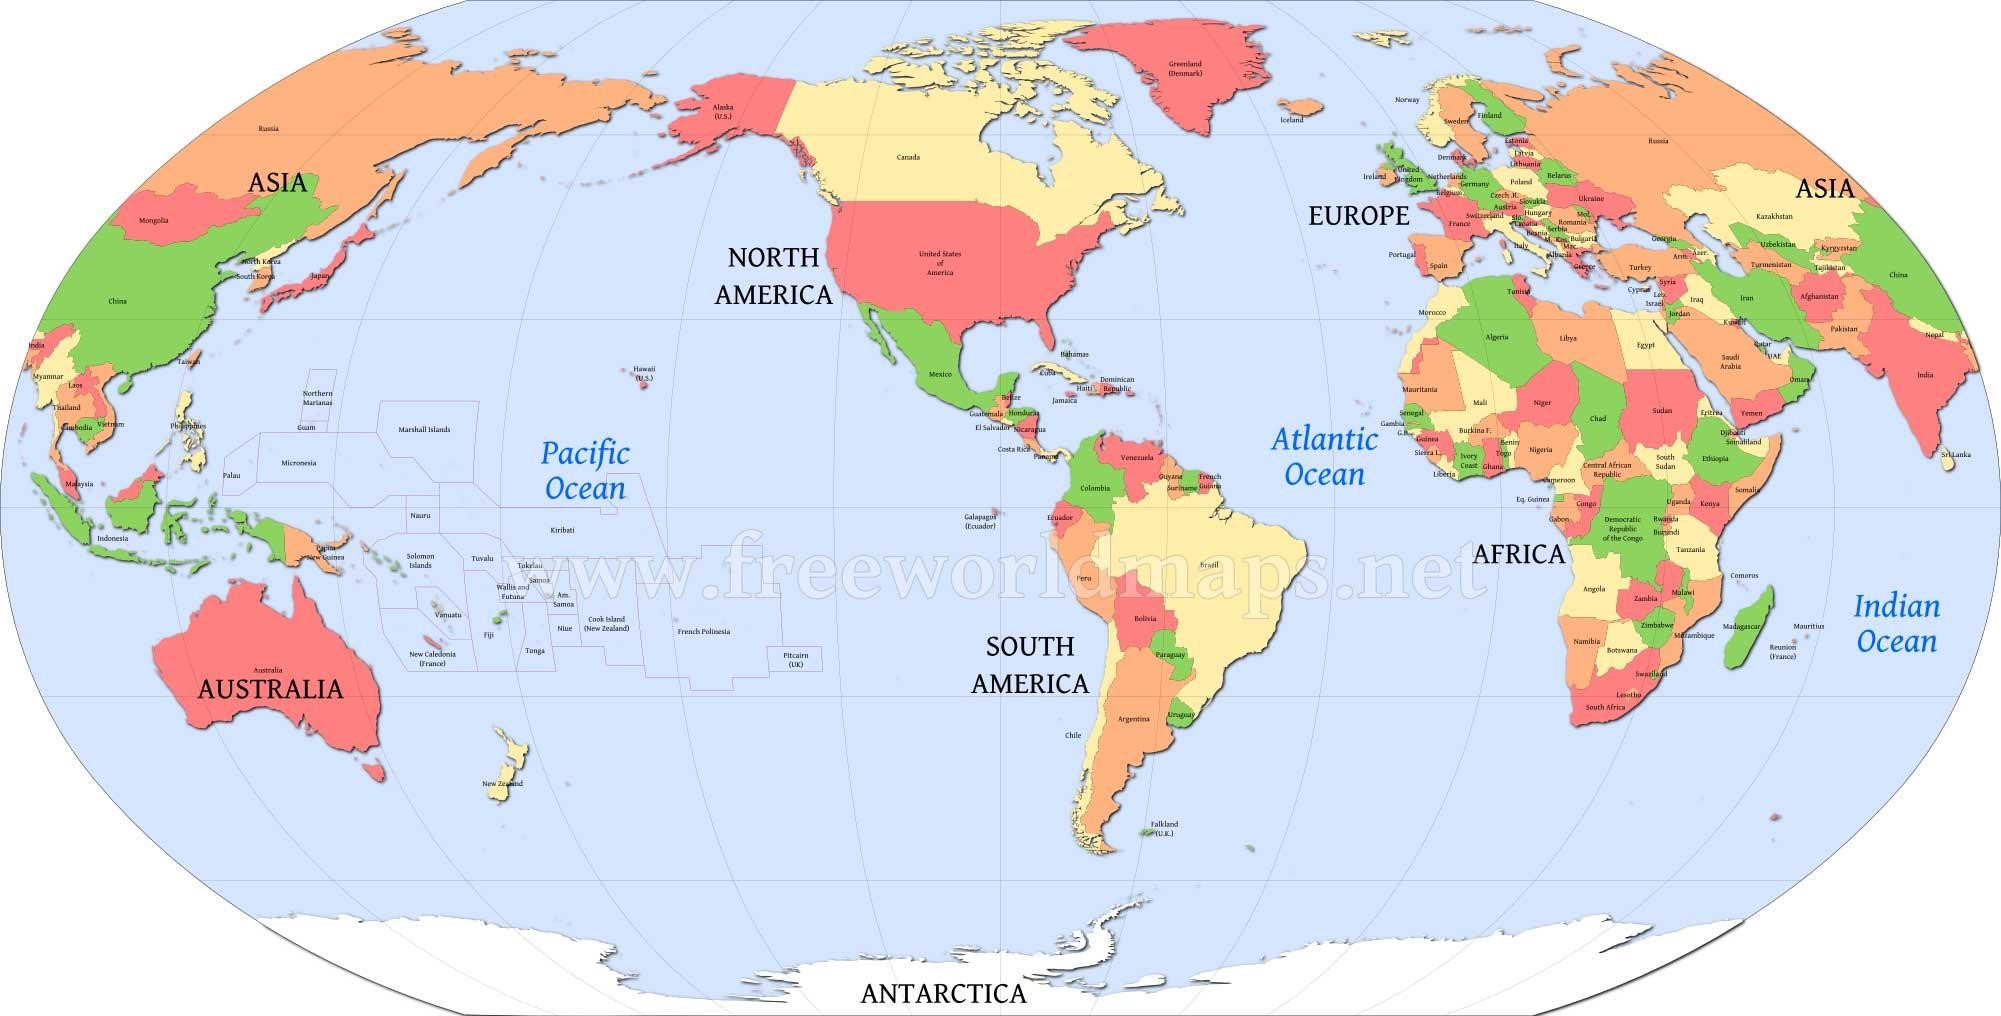 Greenland
(Denmark)
Alaska
(U.S.)
Norway
Iceland
Sweden
Finland
Russia
Canada
Russia
Estonia
Latvia
Lithuania
Denmark
Ireland
United
Kingdom
Netherlands
Belgium
Germany
Poland
Belarus
Czech .R.
Slovakia
Austria
Ukraine
ASIA
ASIA
Mongolia
EUROPE
France
Switzerland
Slo.
Hungary
Mol.
Romania
Croatia
Bosnia
Serbia
M.
Kos.
Bulgaria
Mac.
Italy
Albania
Greece
Kazakhstan
Georgia
Uzbekistan
Kyrgyzstan
Arm.
Azer.
Turmenistan
Tajikistan
Portugal
Spain
Turkey
China
North Korea
South Korea
Japan
NORTH
AMERICA
United States
of
America
China
Tunisia
Cyprus
Syria
Leb.
Israel
Iraq
Iran
Afghanistan
Morocco
Jordan
Kuwait
Pakistan
Nepal
Algeria
Libya
Egypt
Qatar
UAE
Saudi
Arabia
India
Oman
India
Myanmar
Laos
Taiwan
Thailand
Cambodia
Vietnam
Philippines
Malaysia
Indonesia
Northern
Marianas
Guam
Hawaii
(U.S.)
Mexico
Bahamas
Cuba
Haiti
Dominican
Republic
Jamaica
Belize
Guatemala
Honduras
El Salvador
Nicaragua
Costa Rica
Panama
Mauritania
Mali
Niger
Chad
Sudan
Eritrea
Yemen
Senegal
Gambia
G.B.
Guinea
Burkina F.
Benin
Togo
Nigeria
Djibouti
Somaliland
Sierra L.
Liberia
Ivory
Coast
Ghana
Central African
Republic
South
Sudan
Ethiopia
Sri Lanka
Marshall Islands
Palau
Micronesia
Pacific
Ocean
Atlantic
Ocean
Venezuela
Guyana
Suriname
French
Guiana
Colombia
Cameroon
Eq. Guinea
Gabon
Congo
Uganda
Kenya
Somalia
Nauru
Kiribati
Galapagos
(Ecuador)
Ecuador
Democratic
Republic
of the Congo
Rwanda
Burundi
Papua
New Guinea
Solomon
Islands
Tuvalu
Tokelau
www.freeworldmaps.net
Peru
Brazil
AFRICA
Tanzania
Samoa
Wallis and
Futuna
Am.
Samoa
Vanuatu
Fiji
Niue
Cook Island
(New Zealand)
French Polinesia
Angola
Zambia
Malawi
Comoros
Bolivia
Zimbabwe
Mozambique
Madagascar
Mauritius
Reunion
(France)
Indian
Ocean
New Caledonia
(France)
Tonga
Pitcairn
(UK)
SOUTH
AMERICA
Paraguay
Namibia
Botswana
Swaziland
Lesotho
South Africa
Australia
AUSTRALIA
Chile
Argentina
Uruguay
New Zealand
Falkland
(U.K.)
ANTARCTICA